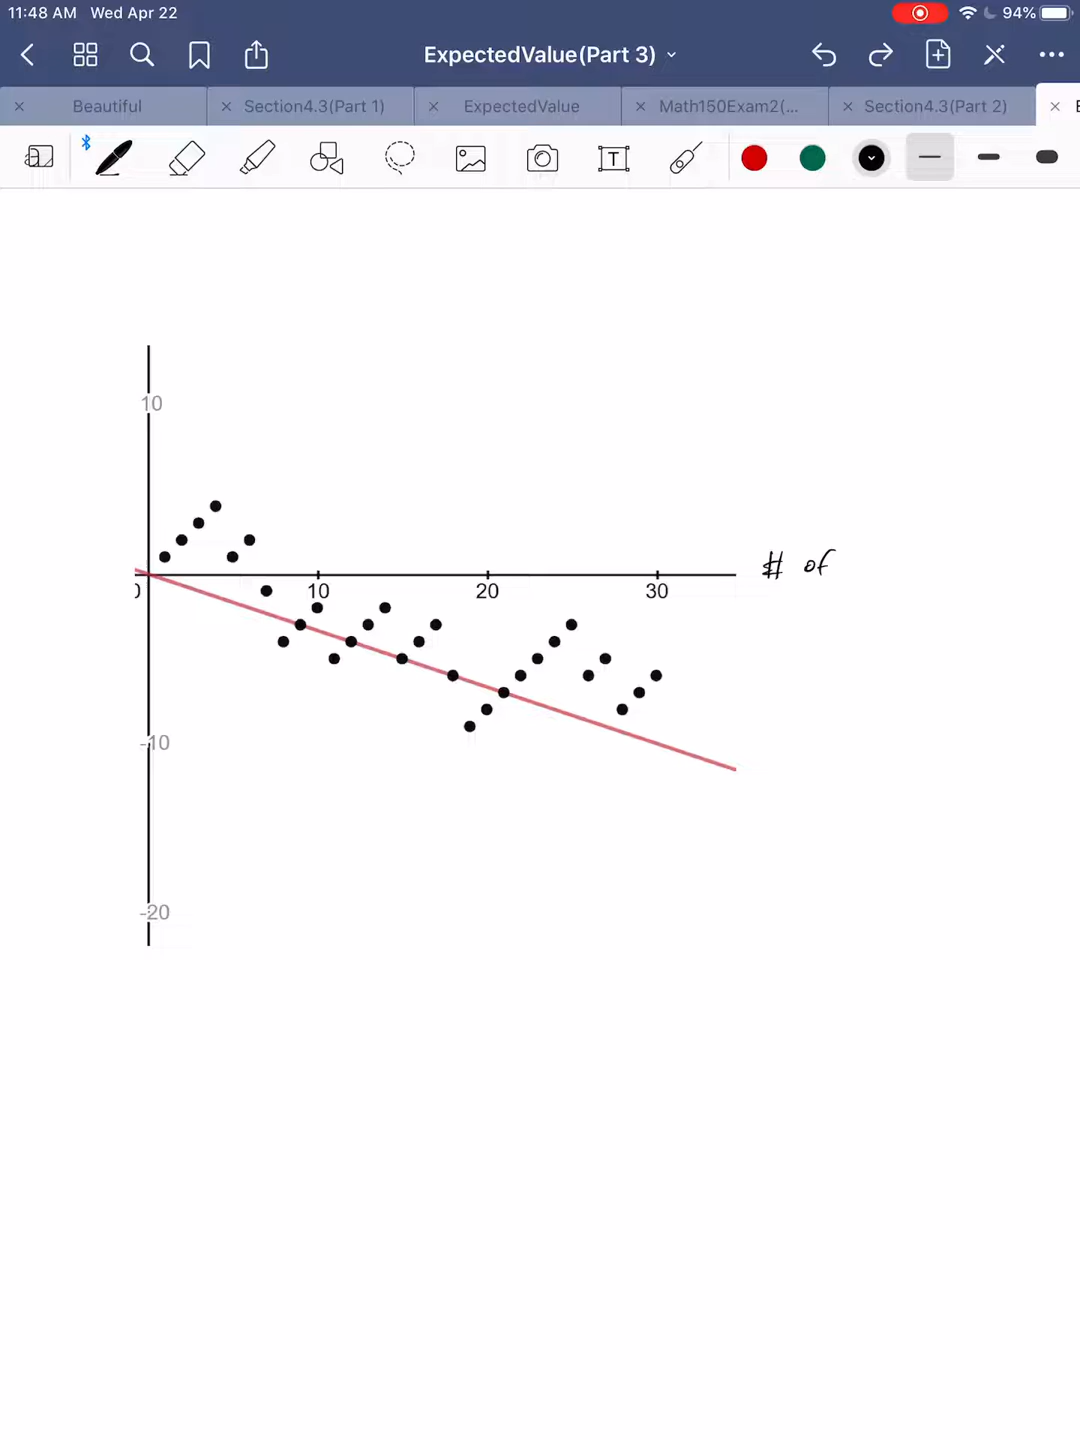 11:48 AM Wed Apr 22 94%
ExpectedValue(Part 3)
Beautiful Section4.3(Part 1) ExpectedValue Math150Exam2(... Section4.3(Part 2) E
T
10
# of
0 10 20 30
-10
-20